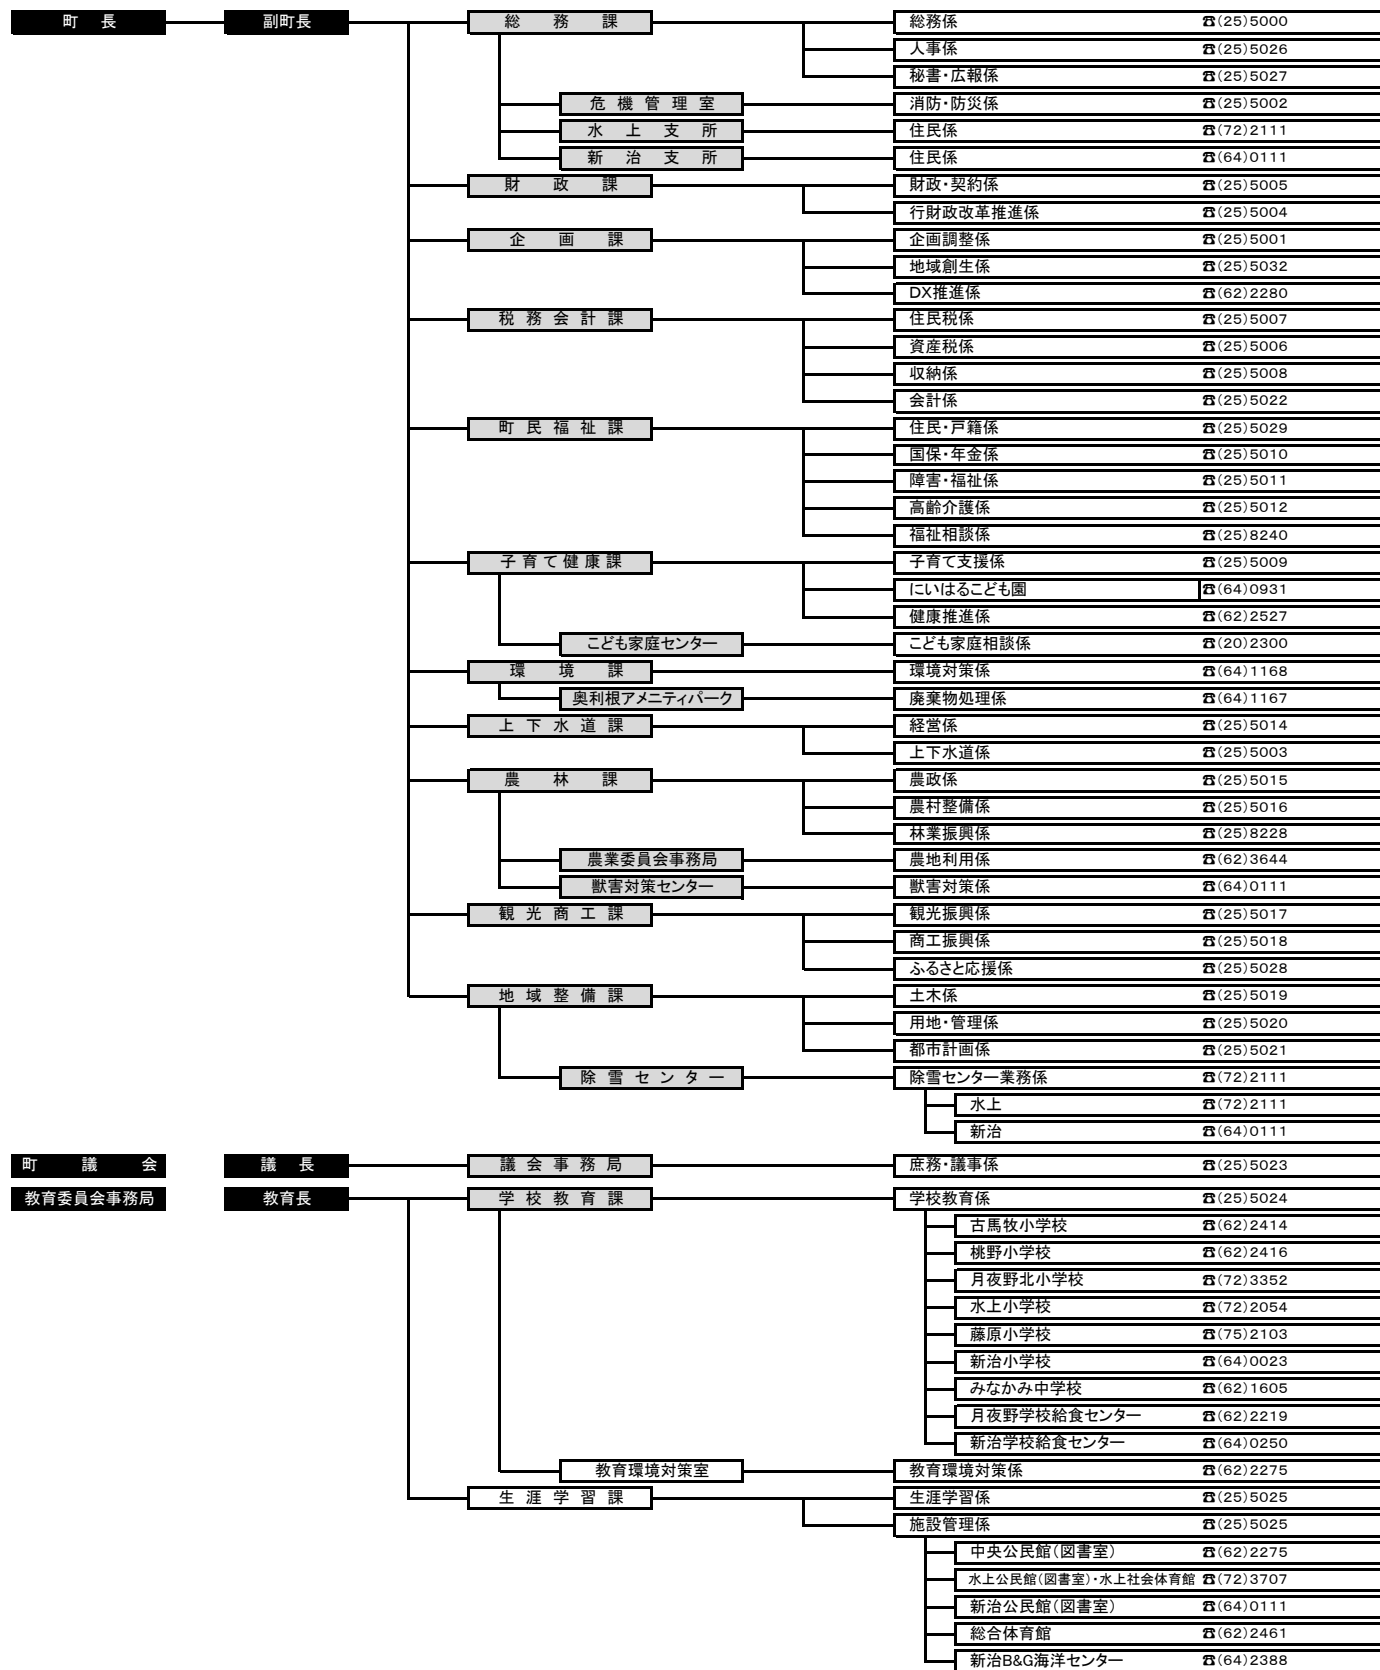 町長 副町長 総務課 総務係 ☎(25)5000
人事係 ☎(25)5026
秘書・広報係 ☎(25)5027
危機管理室 消防・防災係 ☎(25)5002
水上支所 住民係 ☎(72)2111
新治支所 住民係 ☎(64)0111
財政課 財政・契約係 ☎(25)5005
行財政改革推進係 ☎(25)5004
企画課 企画調整係 ☎(25)5001
地域創生係 ☎(25)5032
DX推進係 ☎(62)2280
税務会計課 住民税係 ☎(25)5007
資産税係 ☎(25)5006
収納係 ☎(25)5008
会計係 ☎(25)5022
町民福祉課 住民・戸籍係 ☎(25)5029
国保・年金係 ☎(25)5010
障害・福祉係 ☎(25)5011
高齢介護係 ☎(25)5012
福祉相談係 ☎(25)8240
子育て健康課 子育て支援係 ☎(25)5009
にいはるこども園 ☎(64)0931
健康推進係 ☎(62)2527
こども家庭センター こども家庭相談係 ☎(20)2300
環境課 環境対策係 ☎(64)1168
奥利根アメニティパーク 廃棄物処理係 ☎(64)1167
上下水道課 経営係 ☎(25)5014
上下水道係 ☎(25)5003
農林課 農政係 ☎(25)5015
農村整備係 ☎(25)5016
林業振興係 ☎(25)8228
農業委員会事務局 農地利用係 ☎(62)3644
獣害対策センター 獣害対策係 ☎(64)0111
観光商工課 観光振興係 ☎(25)5017
商工振興係 ☎(25)5018
ふるさと応援係 ☎(25)5028
地域整備課 土木係 ☎(25)5019
用地・管理係 ☎(25)5020
都市計画係 ☎(25)5021
除雪センター 除雪センター業務係 ☎(72)2111
水上 ☎(72)2111
新治 ☎(64)0111
町議会 議長 議会事務局 庶務・議事係 ☎(25)5023
教育委員会事務局 教育長 学校教育課 学校教育係 ☎(25)5024
古馬牧小学校 ☎(62)2414
桃野小学校 ☎(62)2416
月夜野北小学校 ☎(72)3352
水上小学校 ☎(72)2054
藤原小学校 ☎(75)2103
新治小学校 ☎(64)0023
みなかみ中学校 ☎(62)1605
月夜野学校給食センター ☎(62)2219
新治学校給食センター ☎(64)0250
教育環境対策室 教育環境対策係 ☎(62)2275
生涯学習課 生涯学習係 ☎(25)5025
施設管理係 ☎(25)5025
中央公民館(図書室) ☎(62)2275
水上公民館(図書室)・水上社会体育館 ☎(72)3707
新治公民館(図書室) ☎(64)0111
総合体育館 ☎(62)2461
新治B&G海洋センター ☎(64)2388